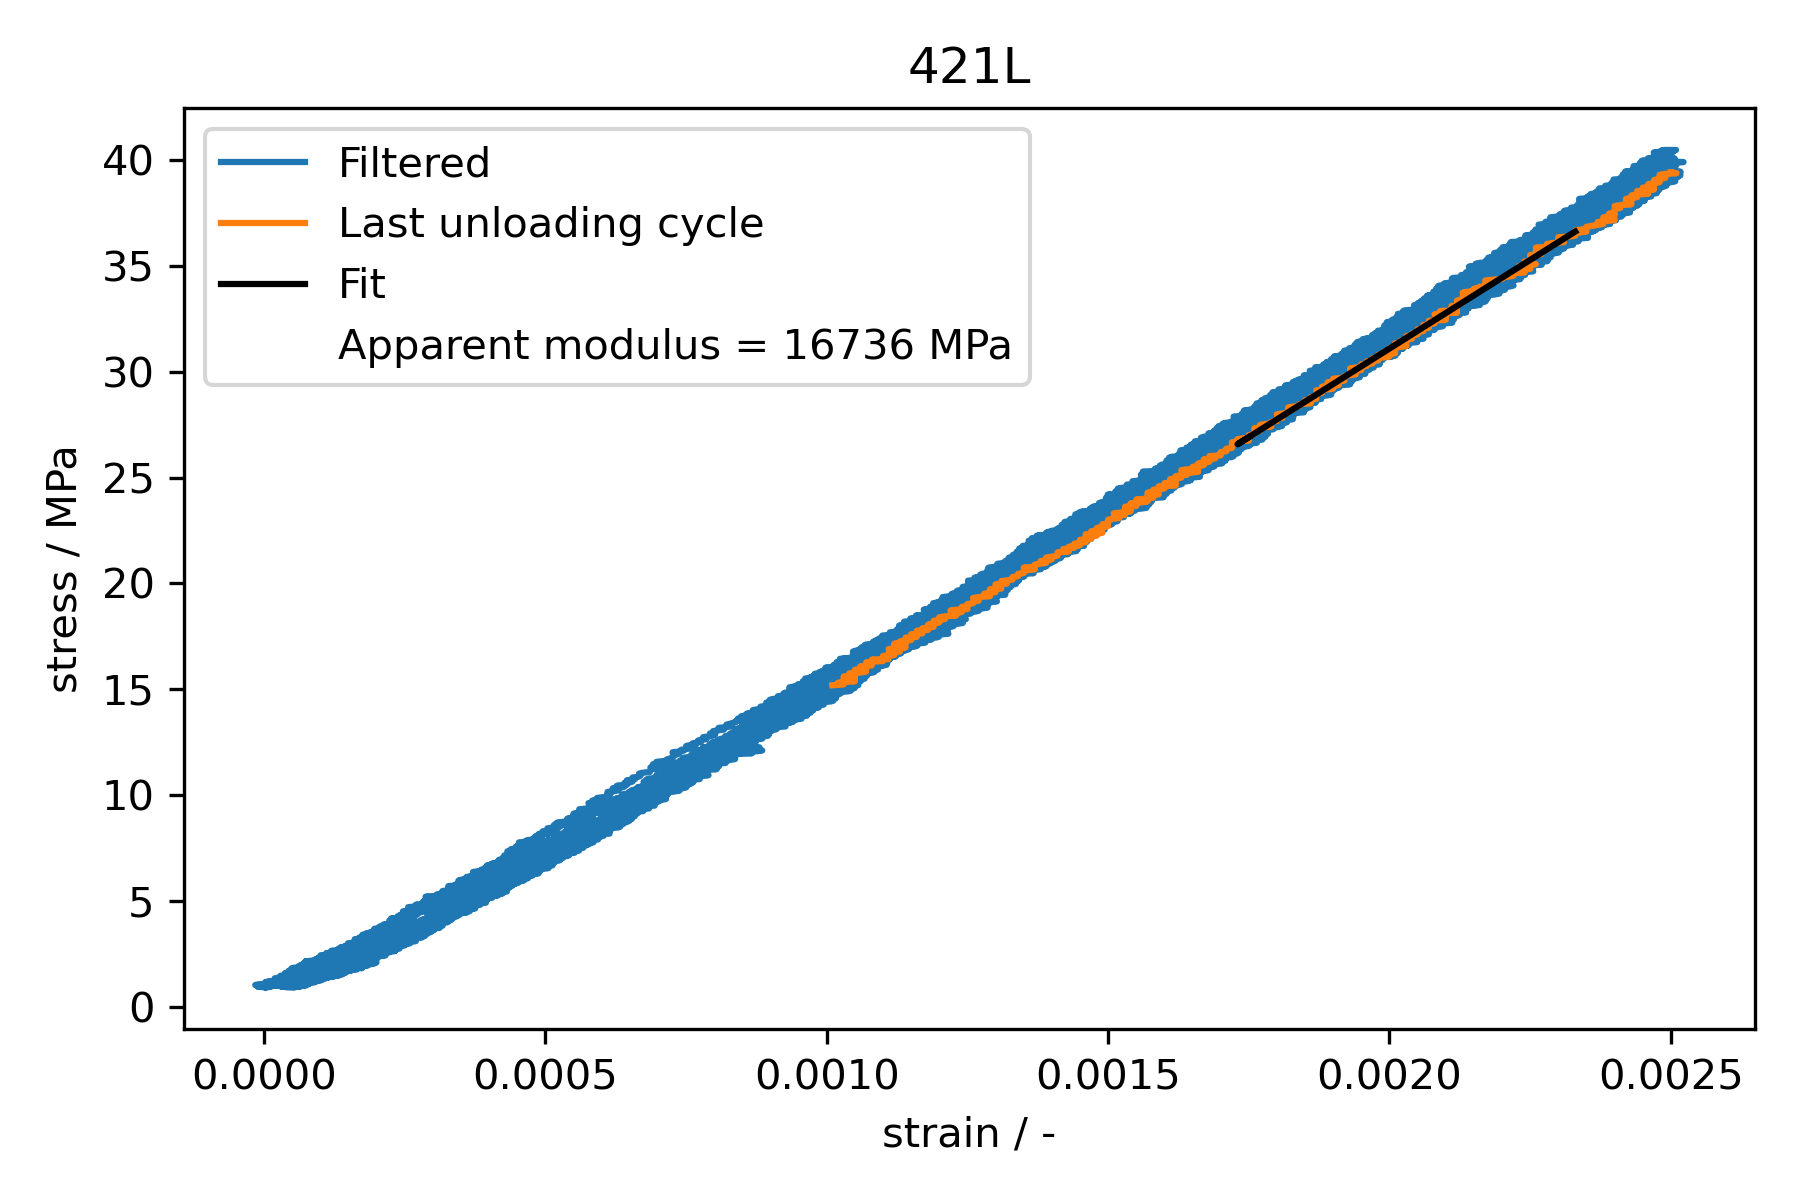 421L
Filtered
Last unloading cycle
Fit
Apparent modulus = 16736 MPa
40
35
30
25
20
15
10
5
0
stress / MPa
0.0000 0.0005 0.0010 0.0015 0.0020 0.0025
strain / -